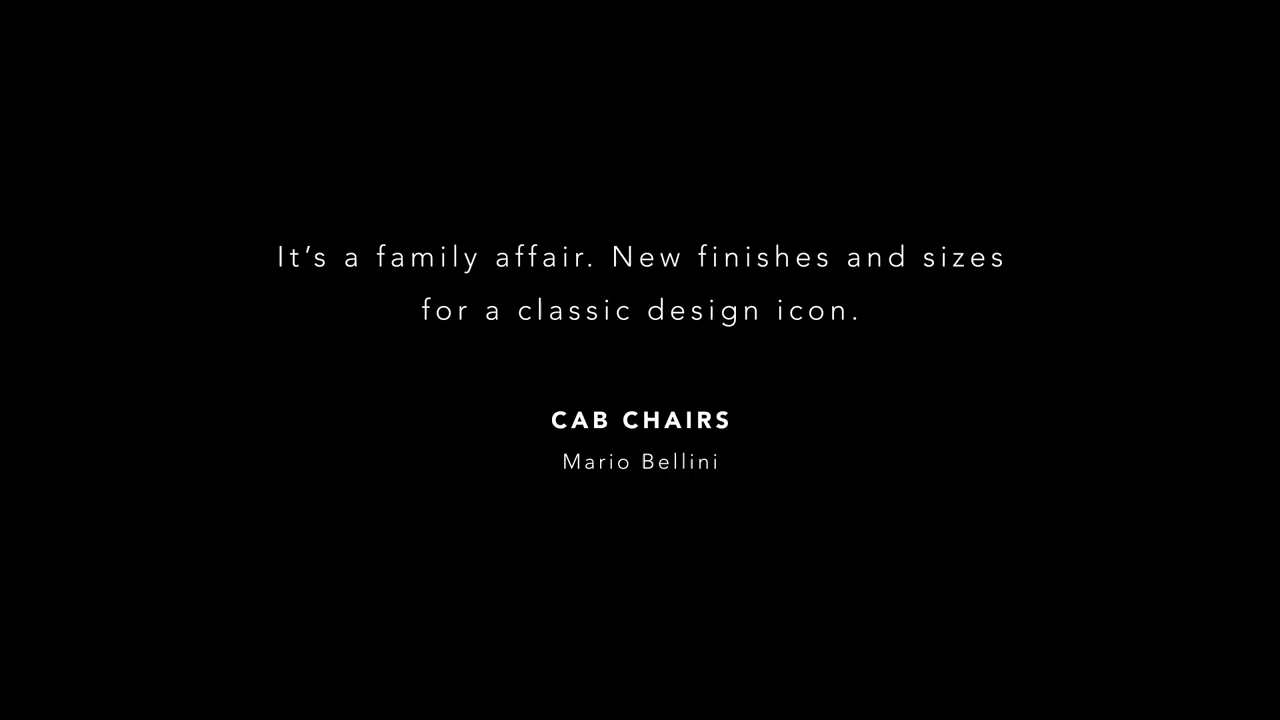 It’s a family affair. New finishes and sizes
for a classic design icon.
CAB CHAIRS
Mario Bellini